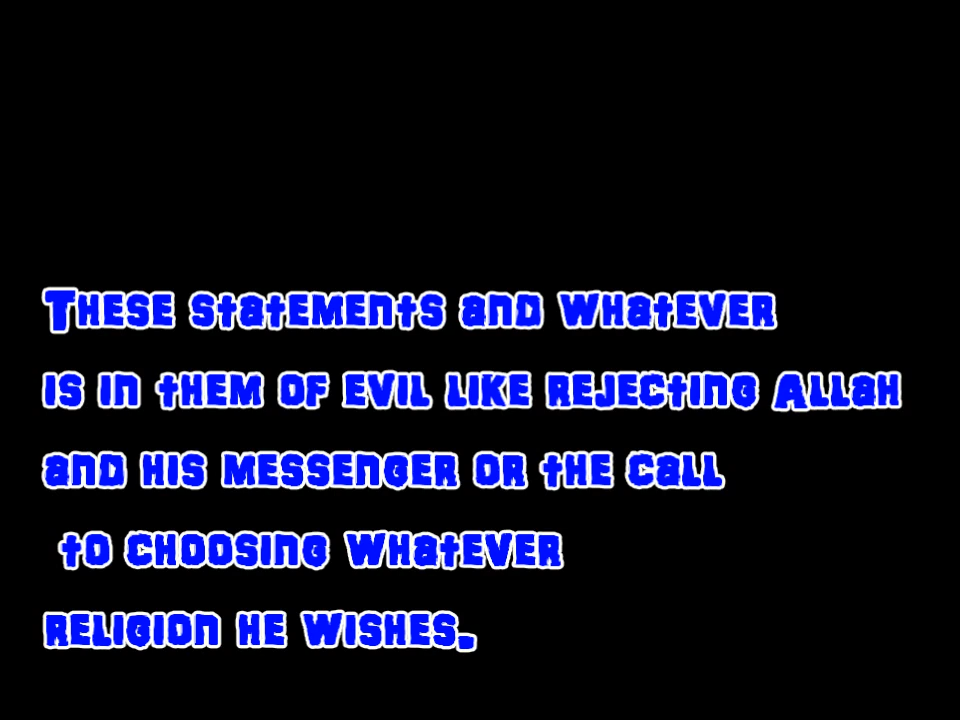 These statements and whatever
is in them of evil like rejecting Allah
and his messenger or the call
to choosing whatever
religion he wishes.